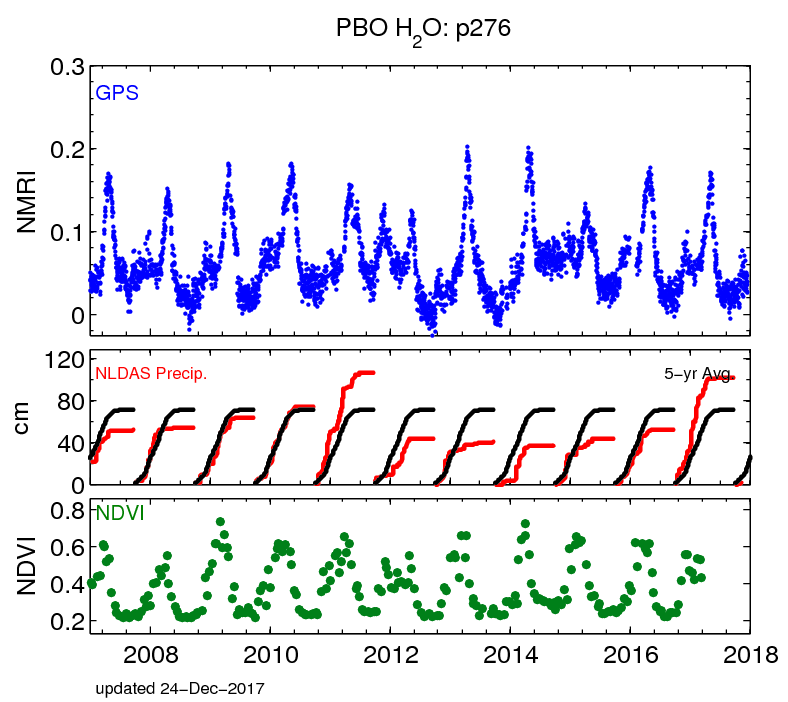 PBO H2O: p276
0.3
GPS
0.2
NMRI
0.1
0
120
NLDAS Precip.
5-yr Avg.
80
cm
40
0
0.8
NDVI
0.6
NDVI
0.4
0.2
2008 2010 2012 2014 2016 2018
updated 24-Dec-2017